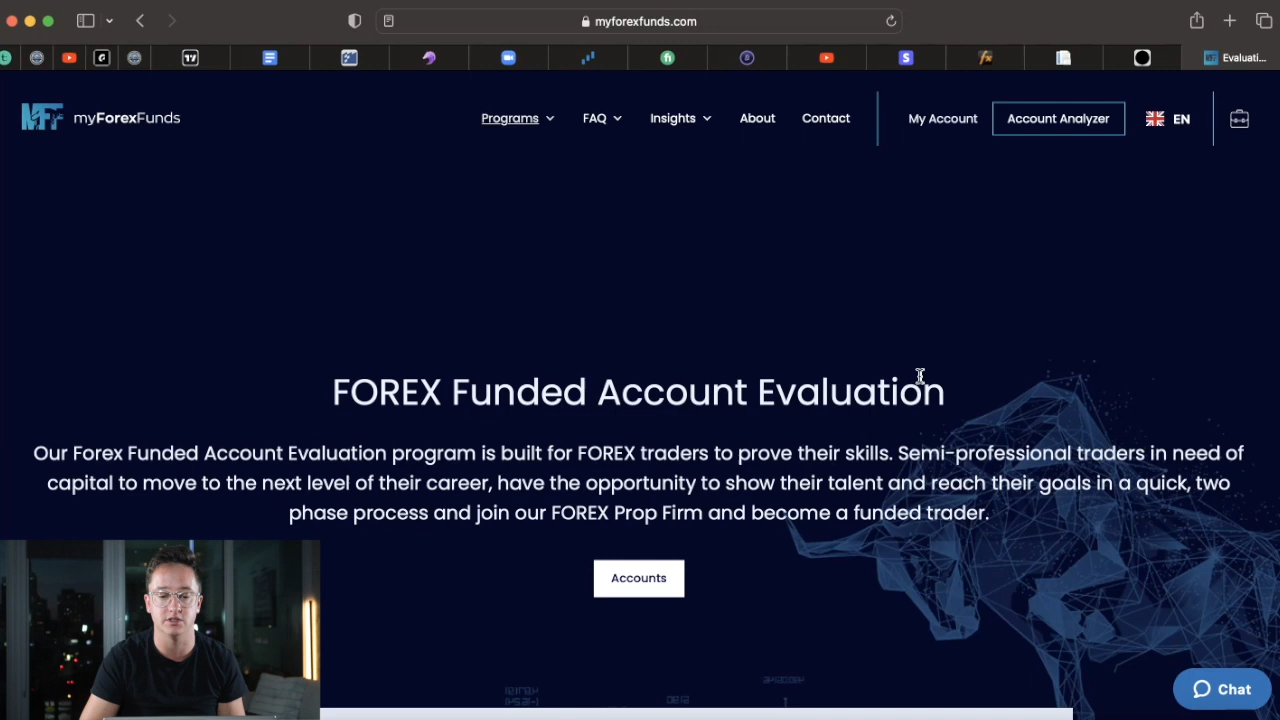 myforexfunds.com
Evaluati...
MFF myForexFunds
Programs FAQ Insights About Contact My Account Account Analyzer EN
FOREX Funded Account Evaluation
Our Forex Funded Account Evaluation program is built for FOREX traders to prove their skills. Semi-professional traders in need of
capital to move to the next level of their career, have the opportunity to show their talent and reach their goals in a quick, two
phase process and join our FOREX Prop Firm and become a funded trader.
Accounts
Chat